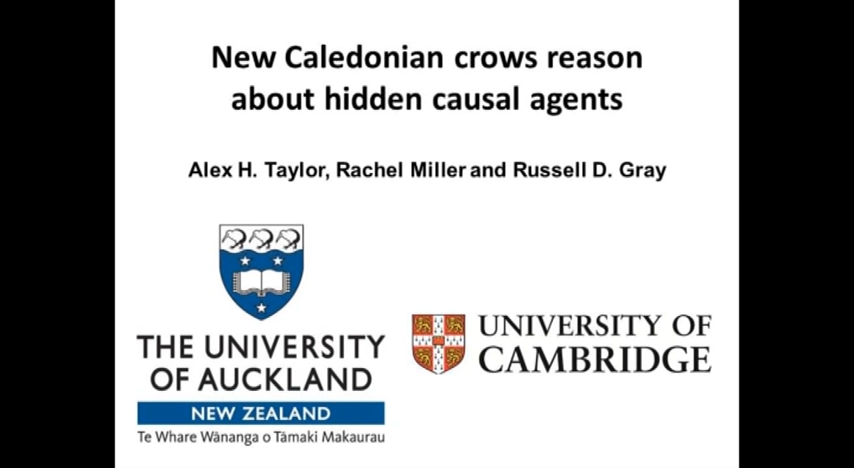 New Caledonian crows reason
about hidden causal agents
Alex H. Taylor, Rachel Miller and Russell D. Gray
THE UNIVERSITY
OF AUCKLAND
NEW ZEALAND
Te Whare Wānanga o Tāmaki Makaurau
UNIVERSITY OF
CAMBRIDGE